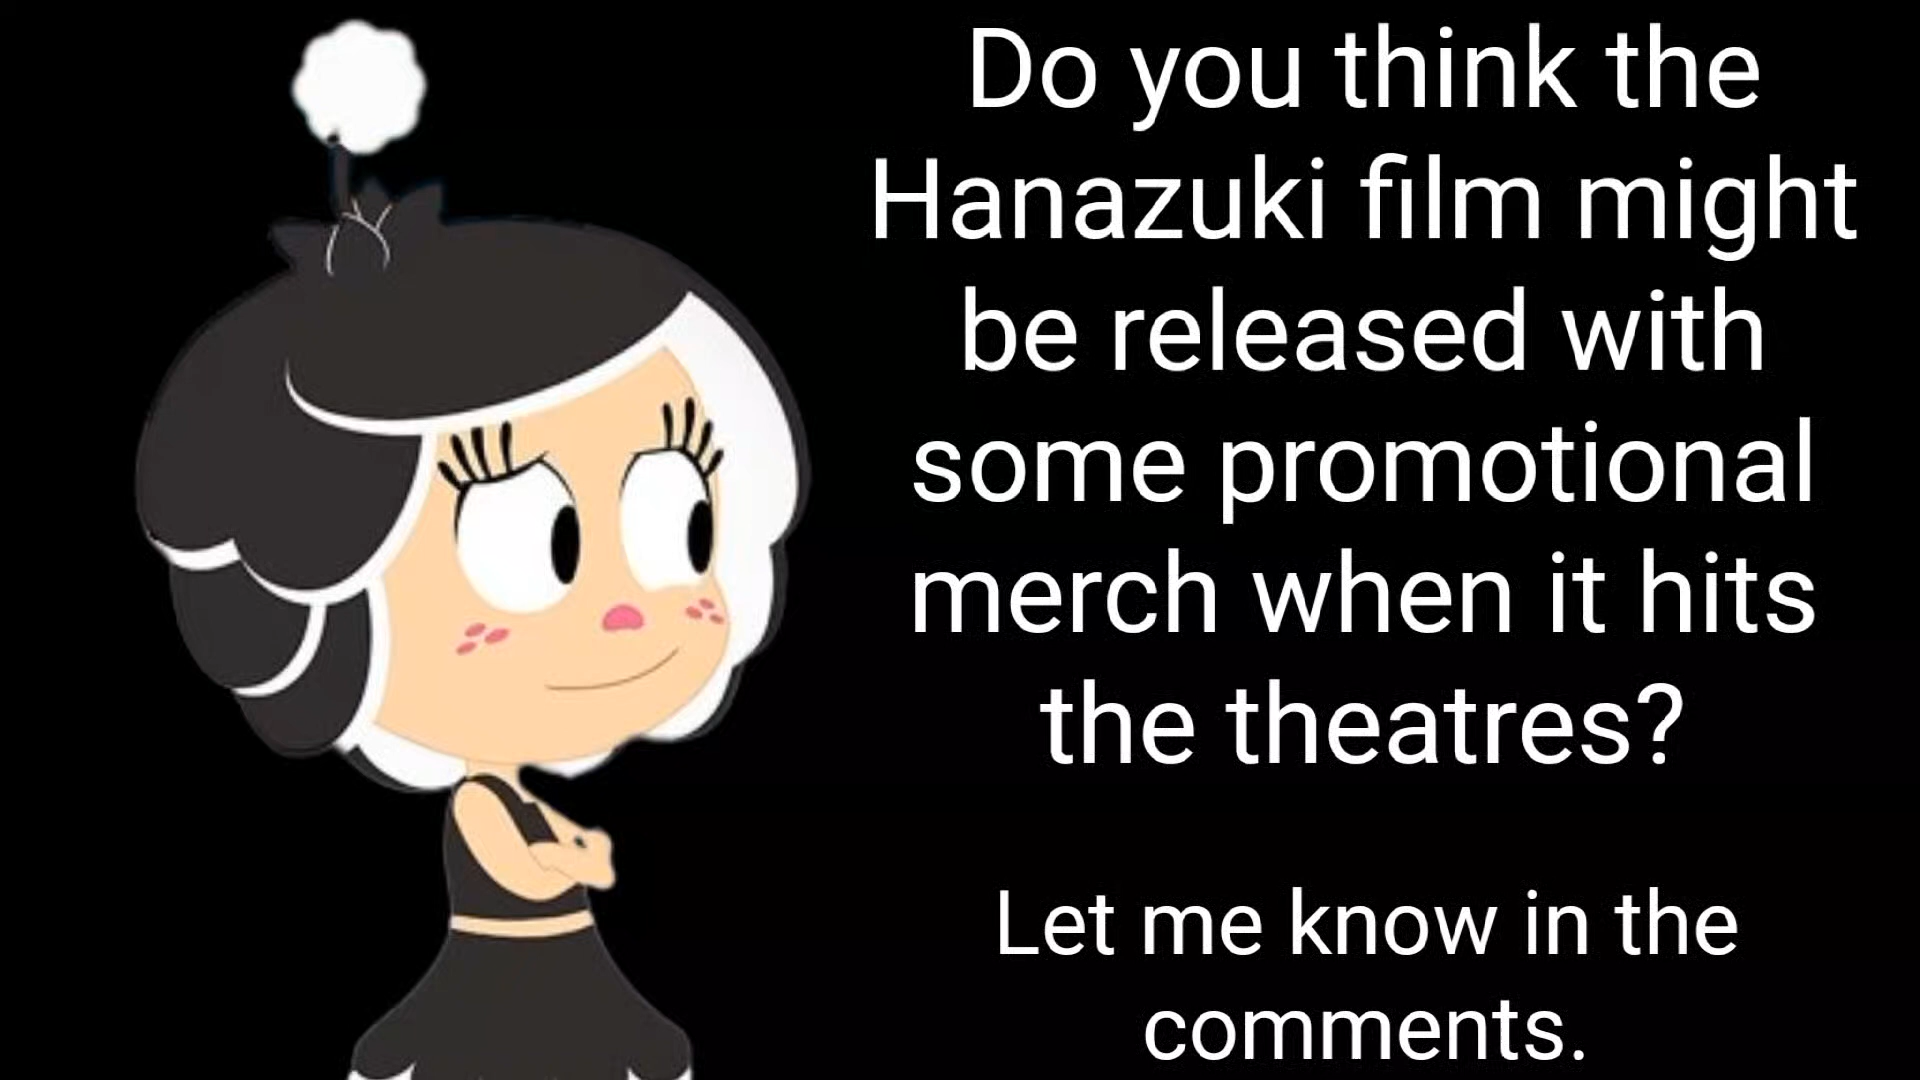 Do you think the
Hanazuki film might
be released with
some promotional
merch when it hits
the theatres?
Let me know in the
comments.